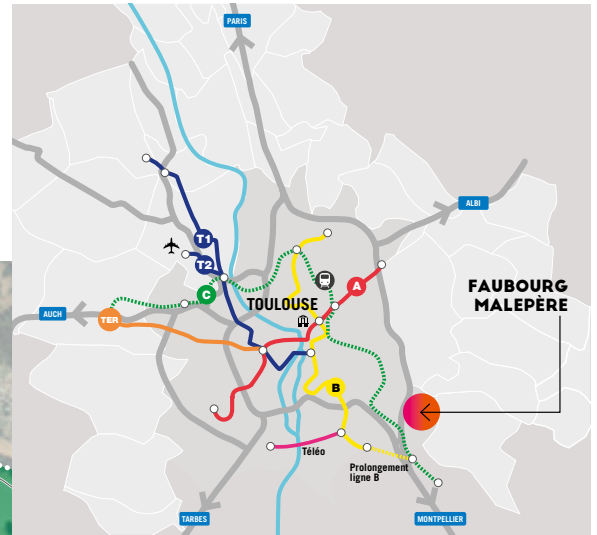 PARIS
ALBI
T1
T2
A
C
TOULOUSE
FAUBOURG
MALEPÈRE
AUCH
TER
B
Téléo
Prolongement
ligne B
TARBES
MONTPELLIER